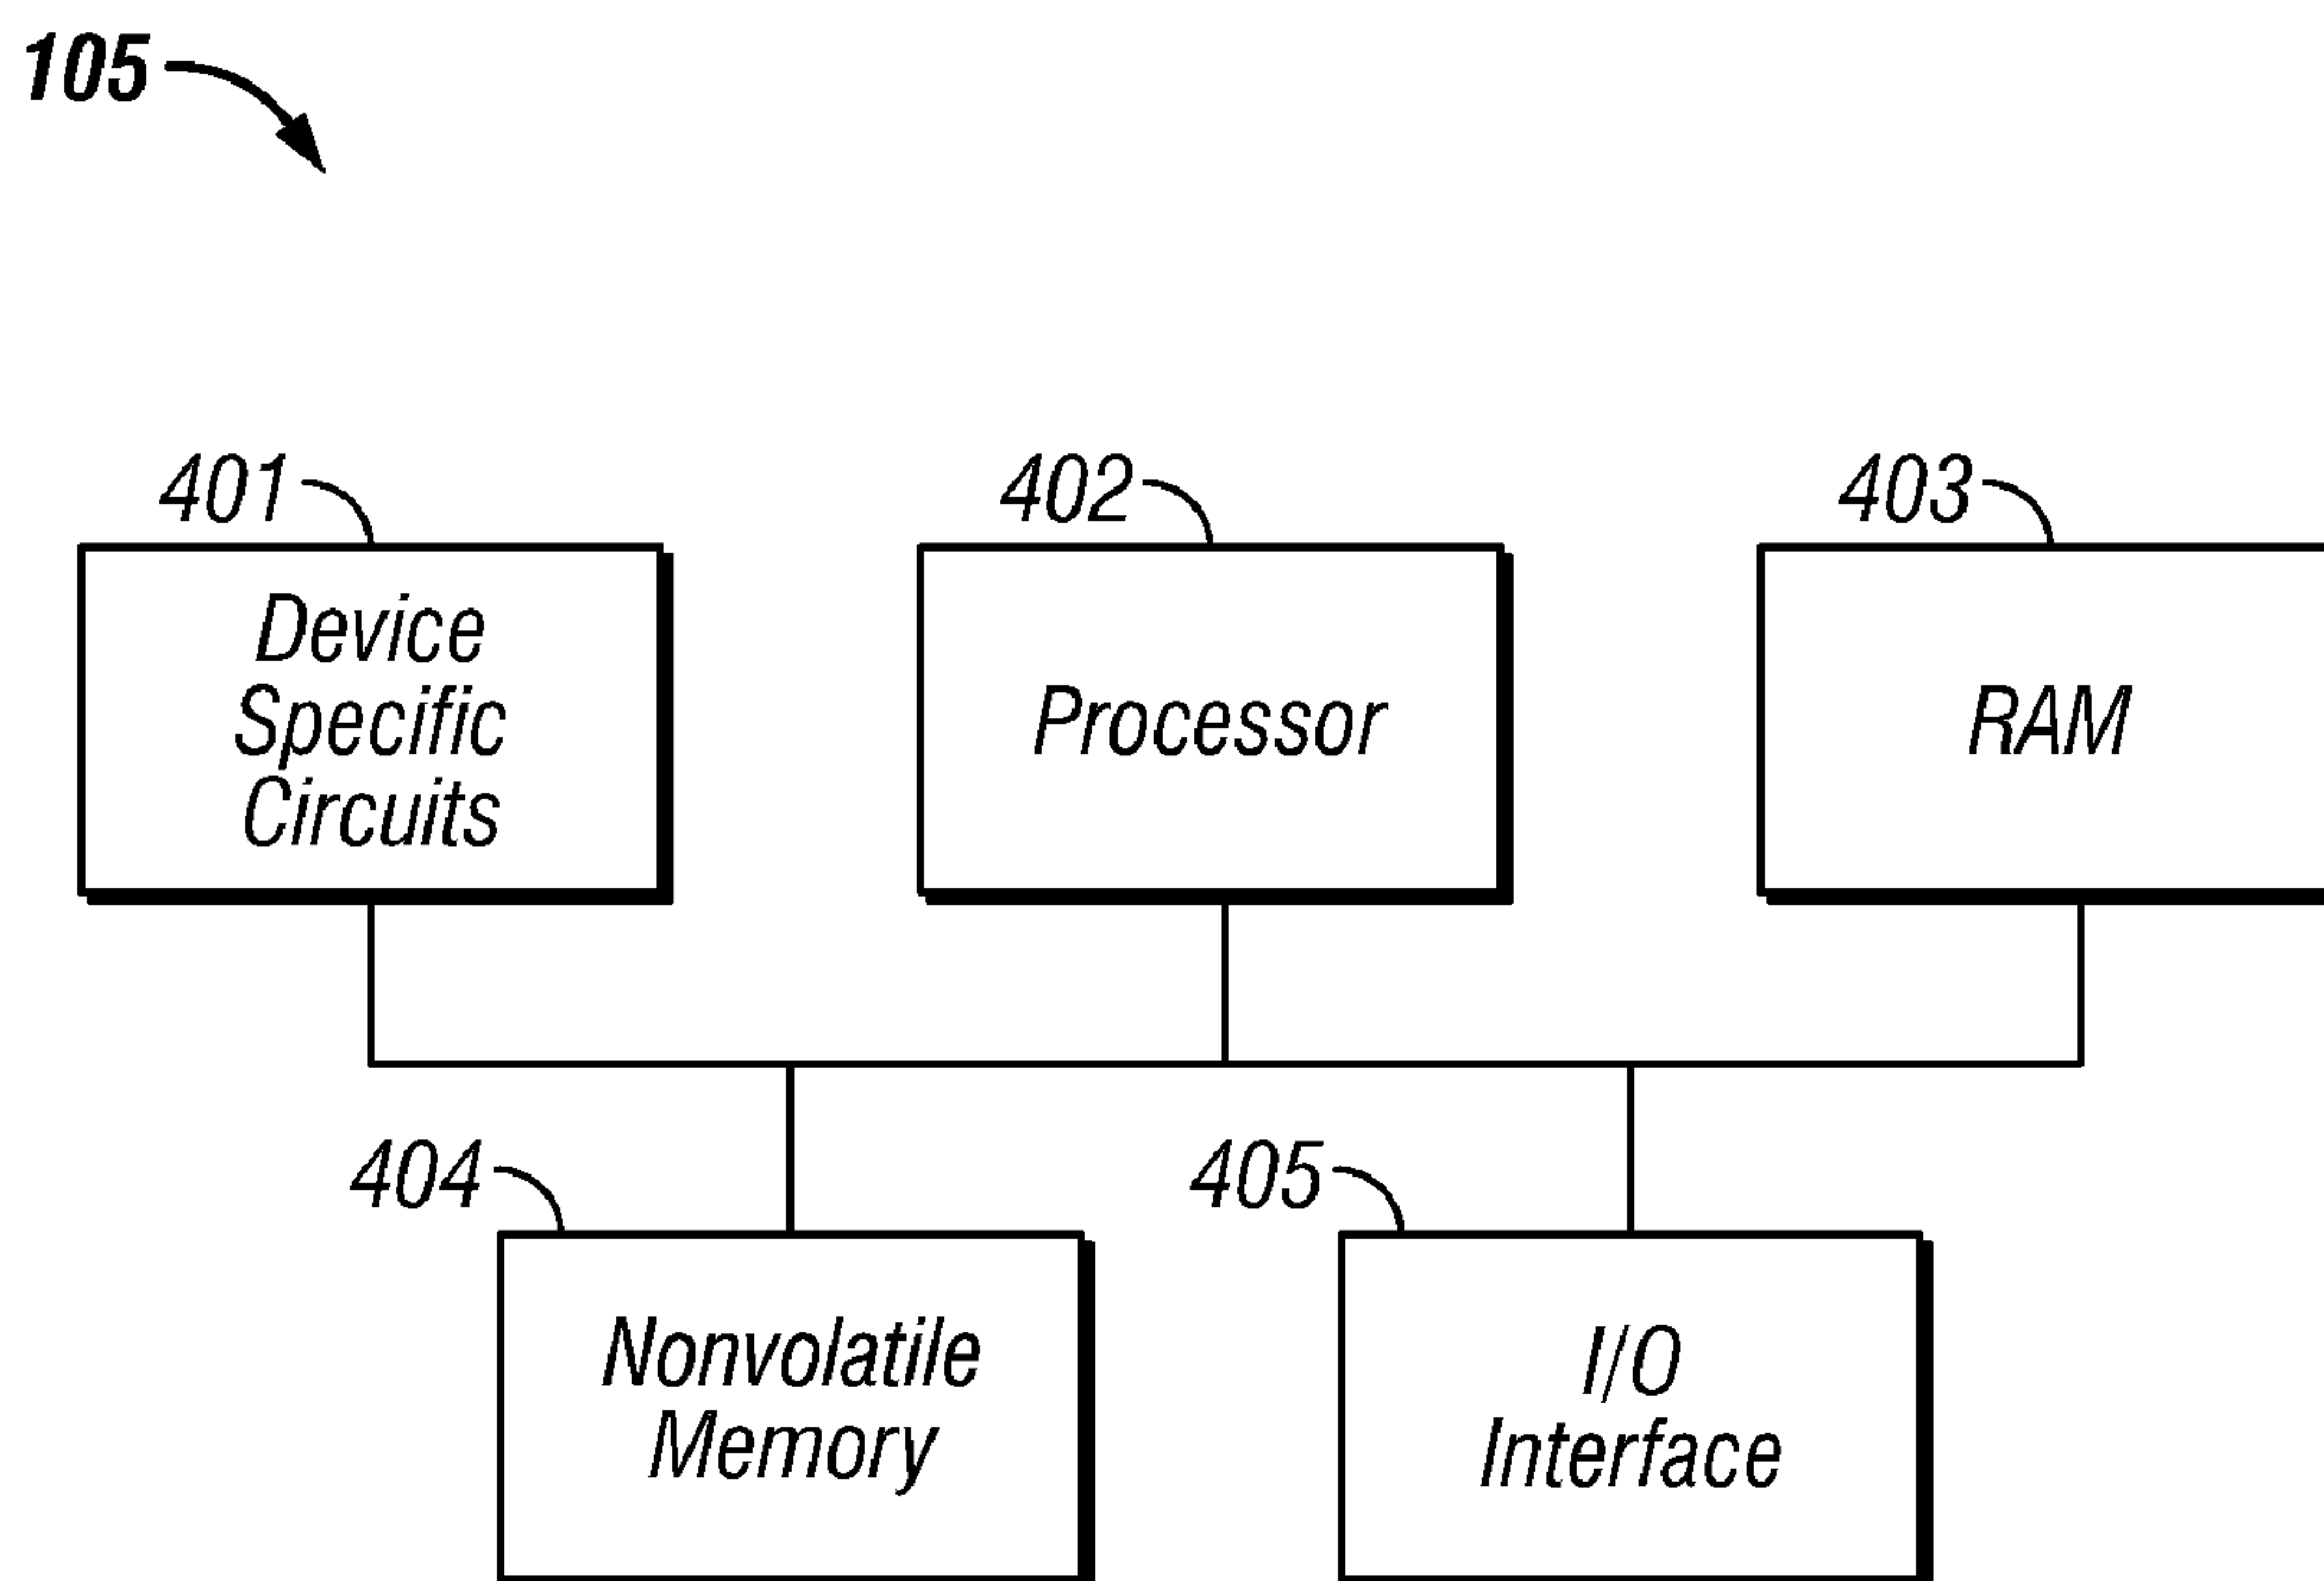 105
401
402
403
Device
Specific
Circuits
Processor
RAM
404
405
Nonvolatile
Memory
I/O
Interface